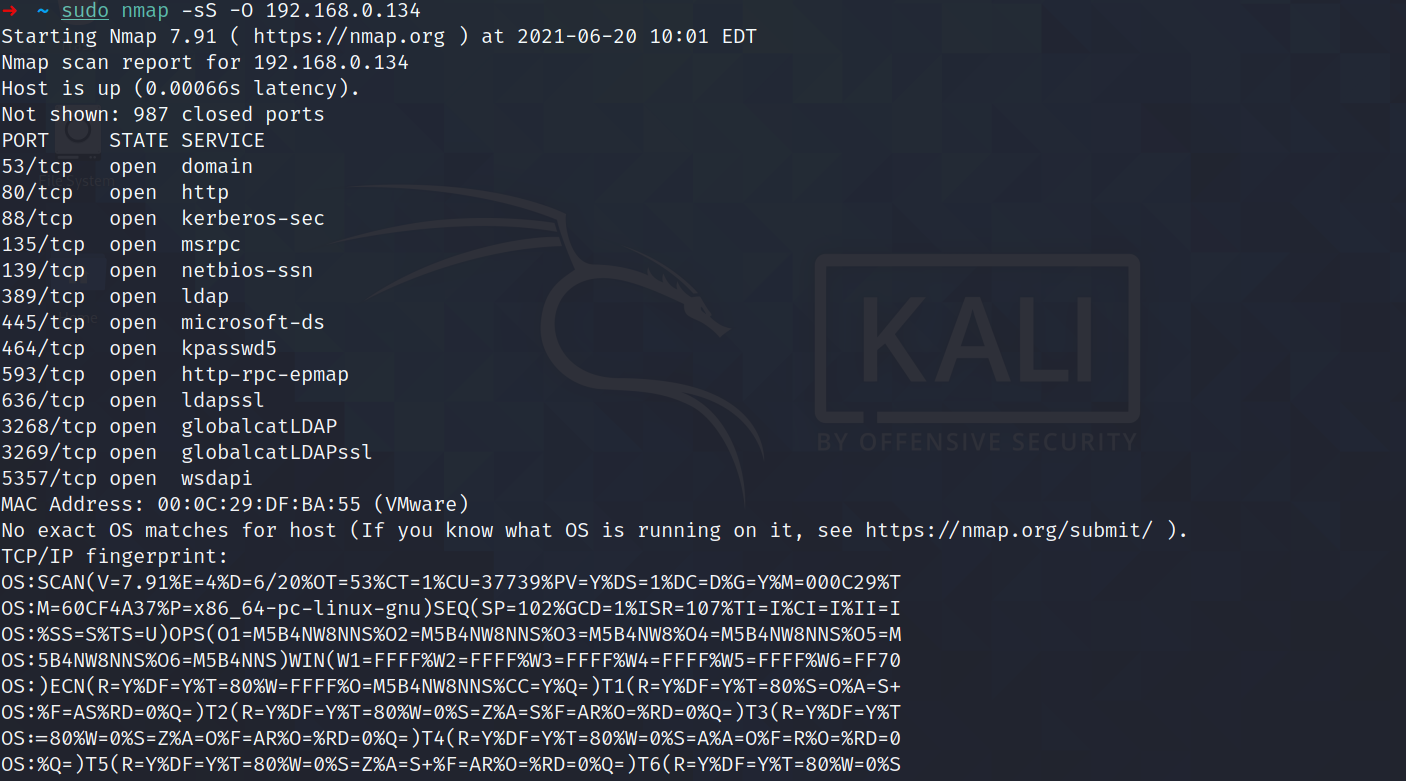 → ~ sudo nmap -sS -O 192.168.0.134
Starting Nmap 7.91 ( https://nmap.org ) at 2021-06-20 10:01 EDT
Nmap scan report for 192.168.0.134
Host is up (0.00066s latency).
Not shown: 987 closed ports
PORT STATE SERVICE
53/tcp open domain
80/tcp open http
88/tcp open kerberos-sec
135/tcp open msrpc
139/tcp open netbios-ssn
389/tcp open ldap
445/tcp open microsoft-ds
464/tcp open kpasswd5
593/tcp open http-rpc-epmap
636/tcp open ldapssl
3268/tcp open globalcatLDAP
3269/tcp open globalcatLDAPssl
5357/tcp open wsdapi
MAC Address: 00:0C:29:DF:BA:55 (VMware)
No exact OS matches for host (If you know what OS is running on it, see https://nmap.org/submit/ ).
TCP/IP fingerprint:
OS:SCAN(V=7.91%E=4%D=6/20%OT=53%CT=1%CU=37739%PV=Y%DS=1%DC=D%G=Y%M=000C29%T
OS:M=60CF4A37%P=x86_64-pc-linux-gnu)SEQ(SP=102%GCD=1%ISR=107%TI=I%CI=I%II=I
OS:%SS=S%TS=U)OPS(O1=M5B4NW8NNS%O2=M5B4NW8NNS%O3=M5B4NW8%O4=M5B4NW8NNS%O5=M
OS:5B4NW8NNS%O6=M5B4NNS)WIN(W1=FFFF%W2=FFFF%W3=FFFF%W4=FFFF%W5=FFFF%W6=FF70
OS:)ECN(R=Y%DF=Y%T=80%W=FFFF%O=M5B4NW8NNS%CC=Y%Q=)T1(R=Y%DF=Y%T=80%S=O%A=S+
OS:%F=AS%RD=0%Q=)T2(R=Y%DF=Y%T=80%W=0%S=Z%A=S%F=AR%O=%RD=0%Q=)T3(R=Y%DF=Y%T
OS:=80%W=0%S=Z%A=O%F=AR%O=%RD=0%Q=)T4(R=Y%DF=Y%T=80%W=0%S=A%A=O%F=R%O=%RD=0
OS:%Q=)T5(R=Y%DF=Y%T=80%W=0%S=Z%A=S+%F=AR%O=%RD=0%Q=)T6(R=Y%DF=Y%T=80%W=0%S
KALI
BY OFFENSIVE SECURITY